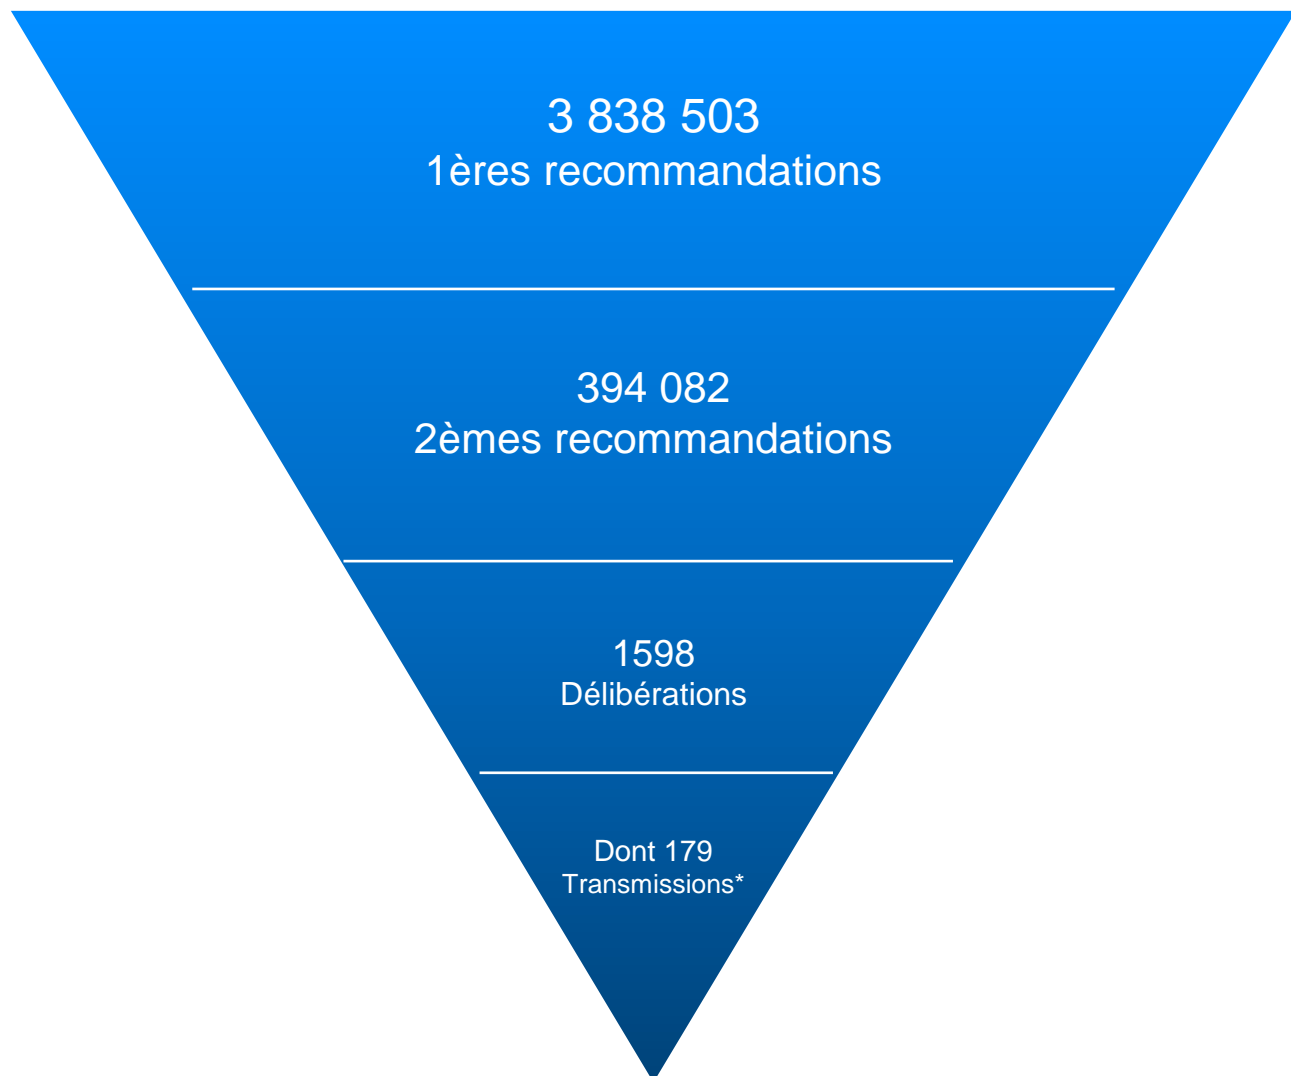 3 838 503
1ères recommandations
394 082
2èmes recommandations
1598
Délibérations
Dont 179
Transmissions*